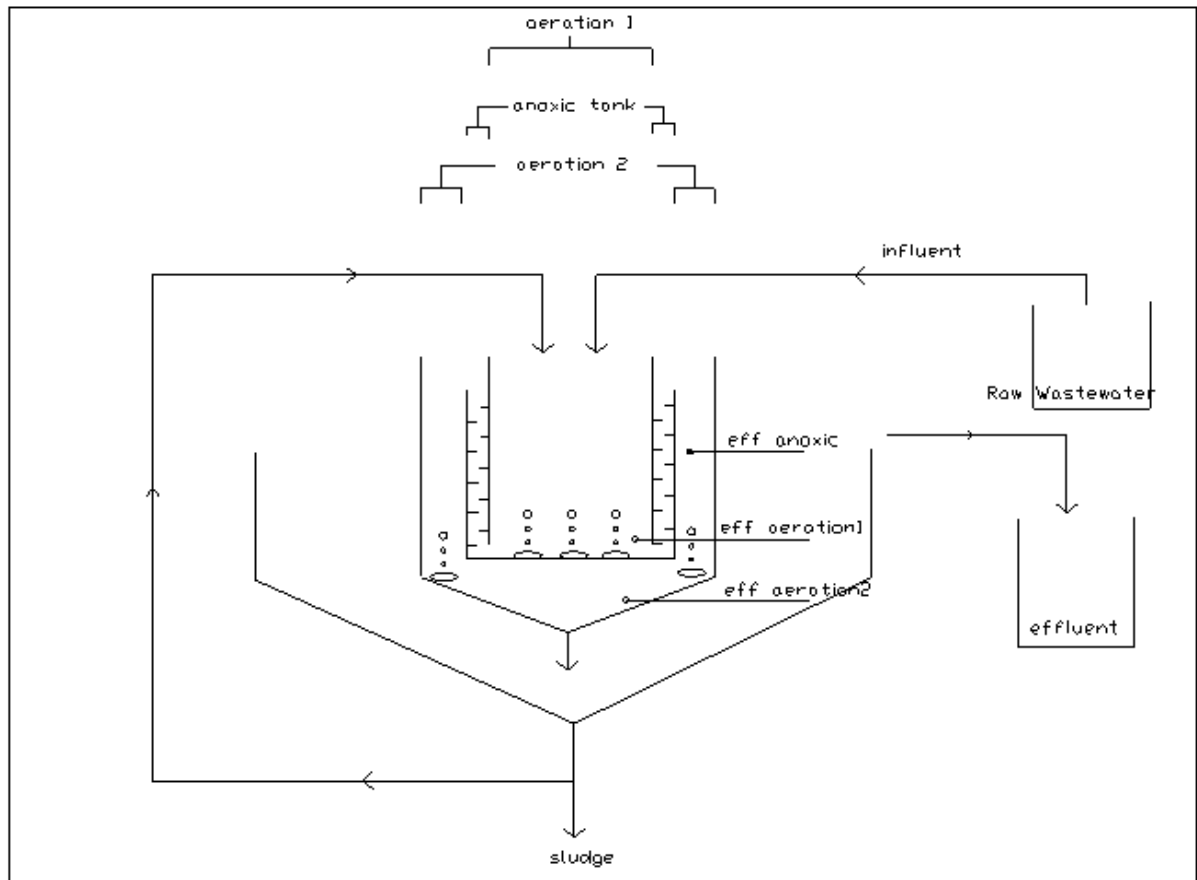 aeration 1
anoxic tank
aeration 2
influent
Raw Wastewater
eff anoxic
eff aeration1
eff aeration2
effluent
sludge